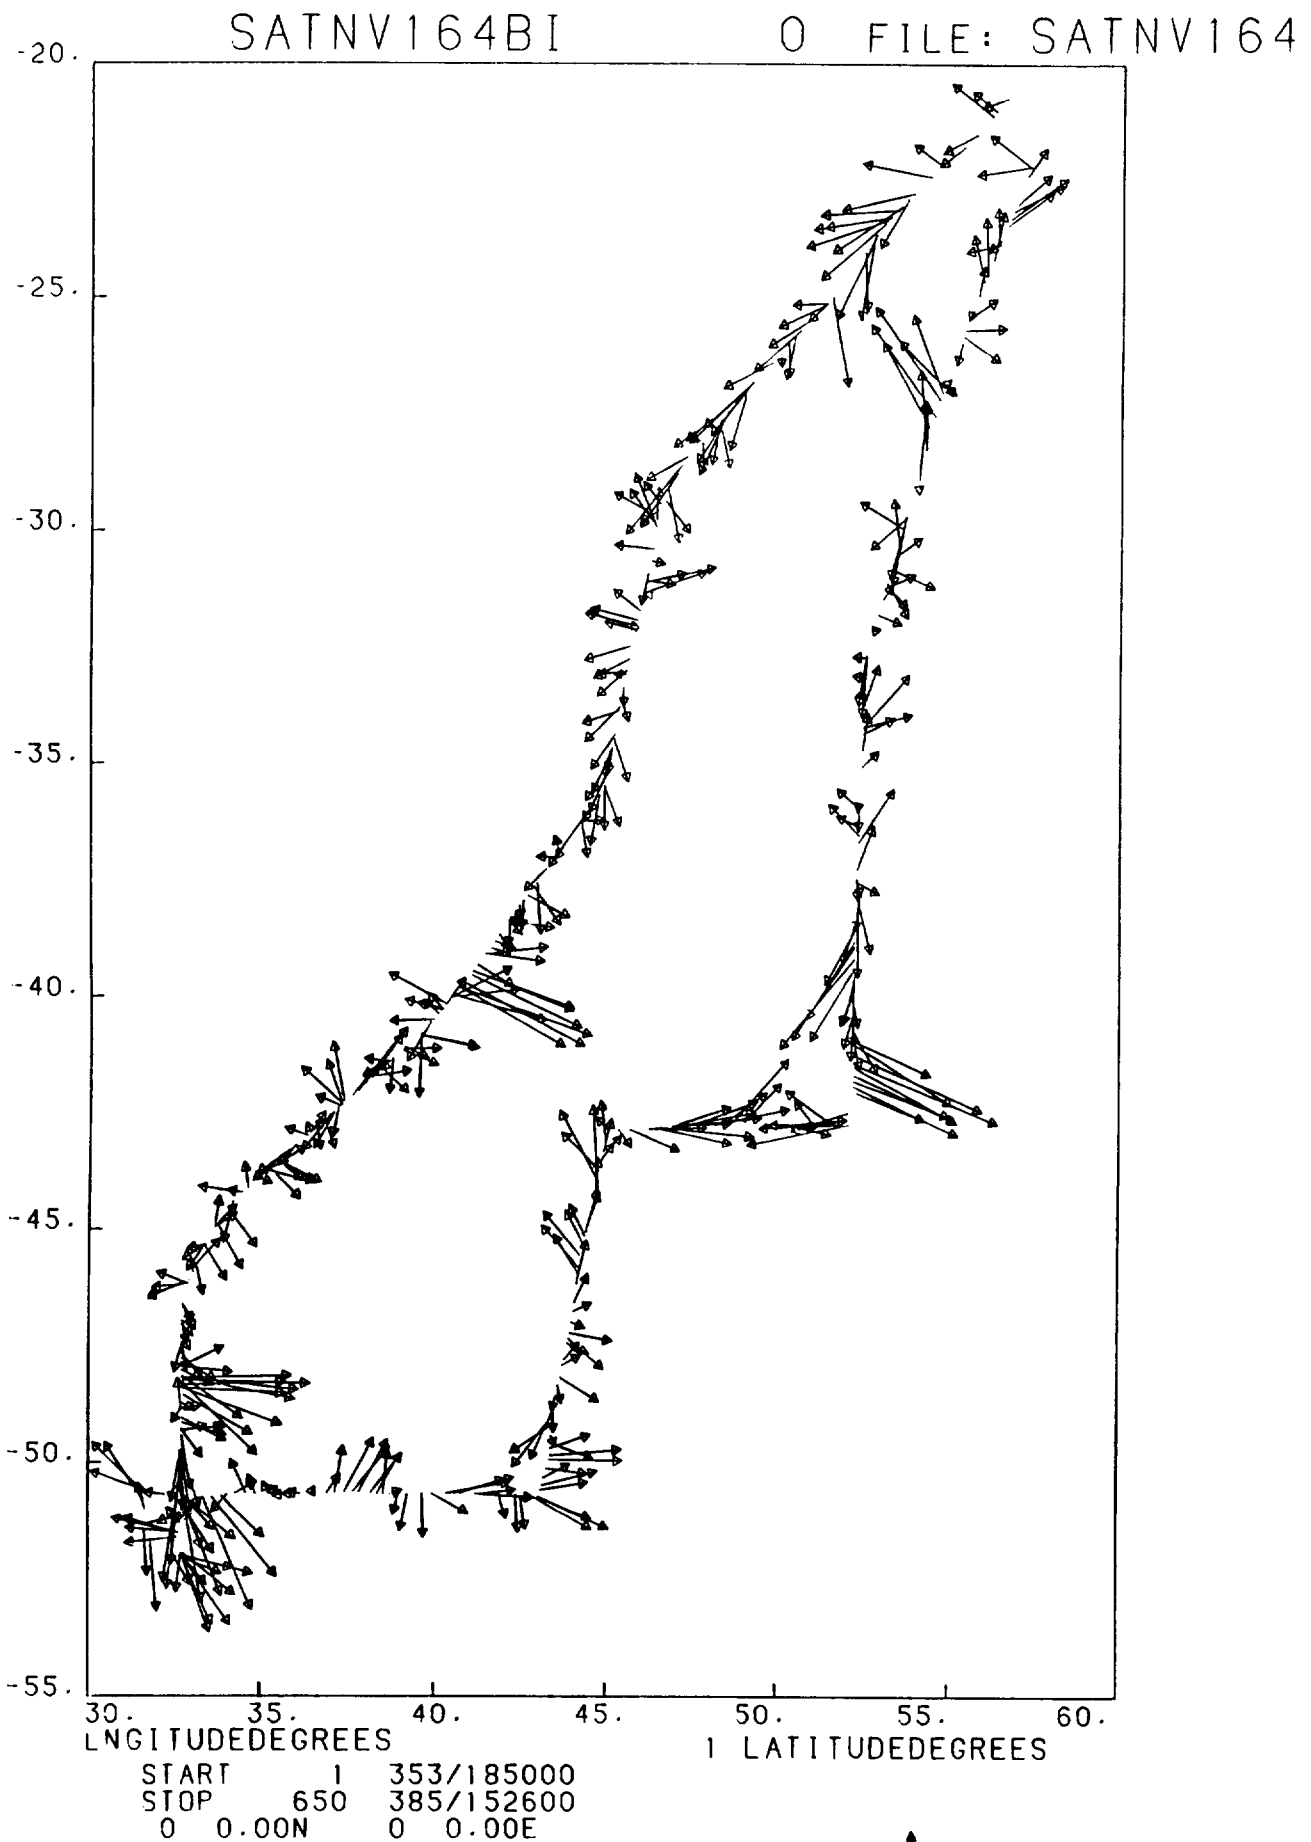 SATNV164BI 0 FILE: SATNV164
-20.
-25.
-30.
-35.
-40.
-45.
-50.
-55.
30. 35. 40. 45. 50. 55. 60.
LNGITUDEDEGREES 1 LATITUDEDEGREES
START 1 353/185000
STOP 650 385/152600
0 0.00N 0 0.00E